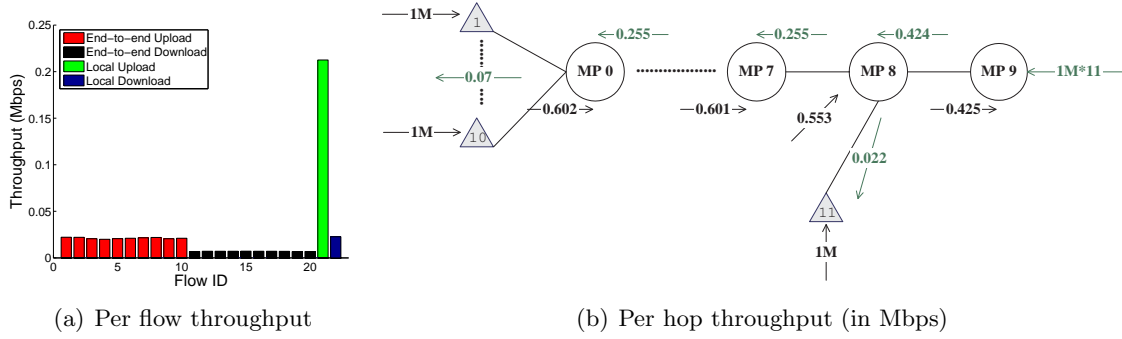 0.25
0.2
0.15
0.1
0.05
0
Throughput (Mbps)
End−to−end Upload
End−to−end Download
Local Upload
Local Download
0 5 10 15 20
Flow ID
(a) Per flow throughput
1M
1
0.07
1M
10
0.602
0.255
MP 0
0.601
0.255
MP 7
0.424
MP 8
0.553
0.425
MP 9
1M*11
0.022
11
1M
(b) Per hop throughput (in Mbps)